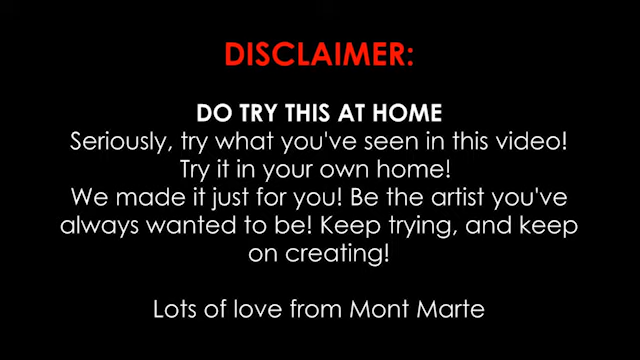 DISCLAIMER:
DO TRY THIS AT HOME
Seriously, try what you've seen in this video!
Try it in your own home!
We made it just for you! Be the artist you've
always wanted to be! Keep trying, and keep
on creating!
Lots of love from Mont Marte